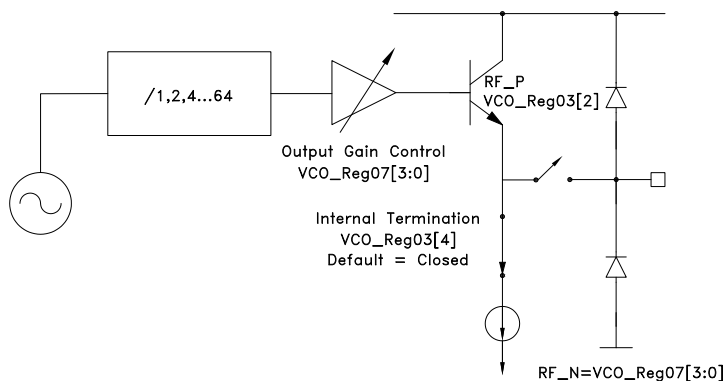 /1,2,4...64
RF_P
VCO_Reg03[2]
Output Gain Control
VCO_Reg07[3:0]
Internal Termination
VCO_Reg03[4]
Default = Closed
RF_N=VCO_Reg07[3:0]